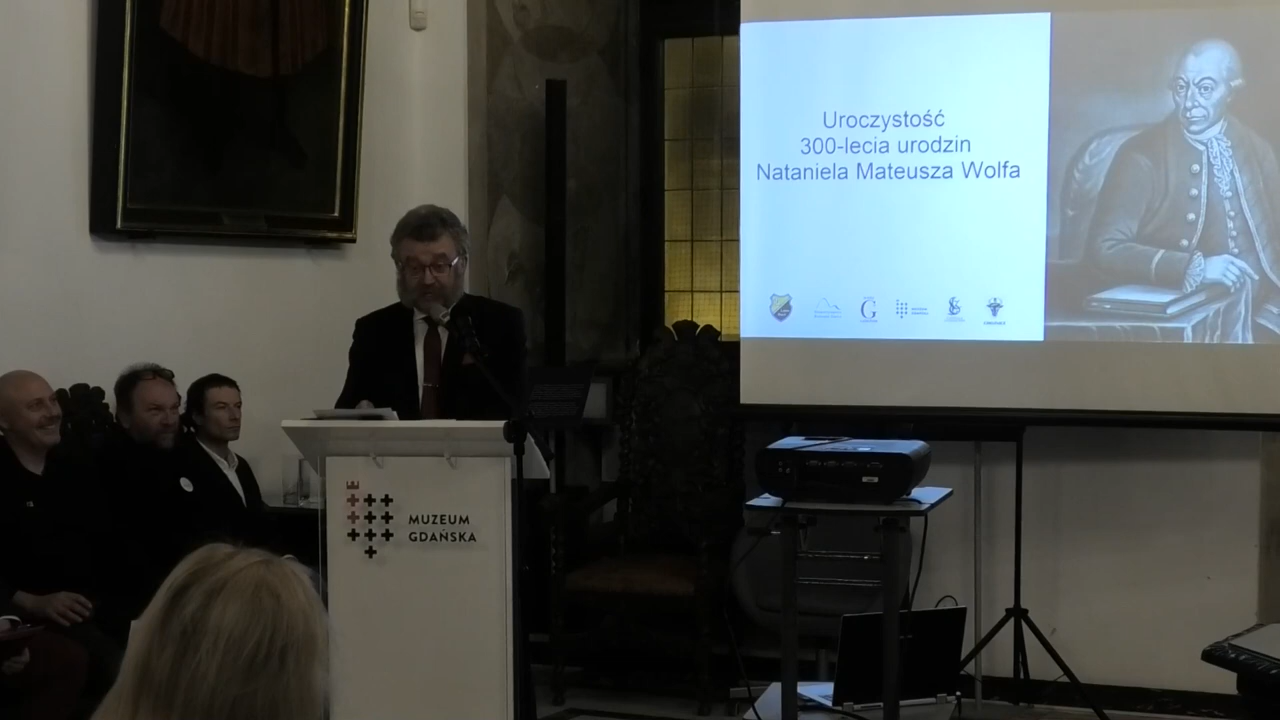 Uroczystość
300-lecia urodzin
Nataniela Mateusza Wolfa
G
MUZEUM
GDAŃSKA